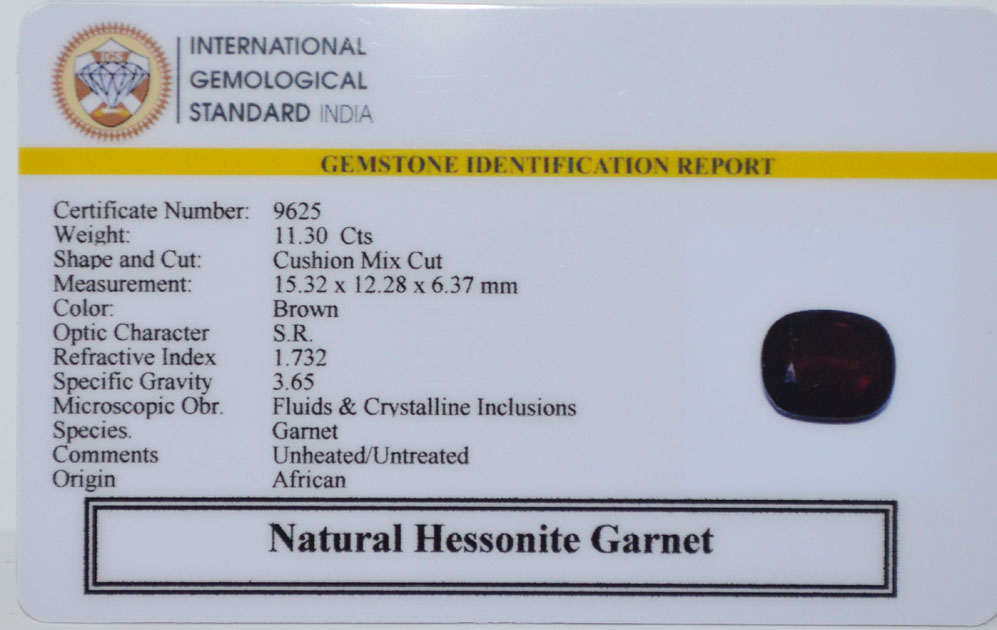 IGS
INTERNATIONAL
GEMOLOGICAL
STANDARD INDIA
GEMSTONE IDENTIFICATION REPORT
Certificate Number: 9625
Weight: 11.30 Cts
Shape and Cut: Cushion Mix Cut
Measurement: 15.32 x 12.28 x 6.37 mm
Color: Brown
Optic Character S.R.
Refractive Index 1.732
Specific Gravity 3.65
Microscopic Obr. Fluids & Crystalline Inclusions
Species. Garnet
Comments Unheated/Untreated
Origin African
Natural Hessonite Garnet